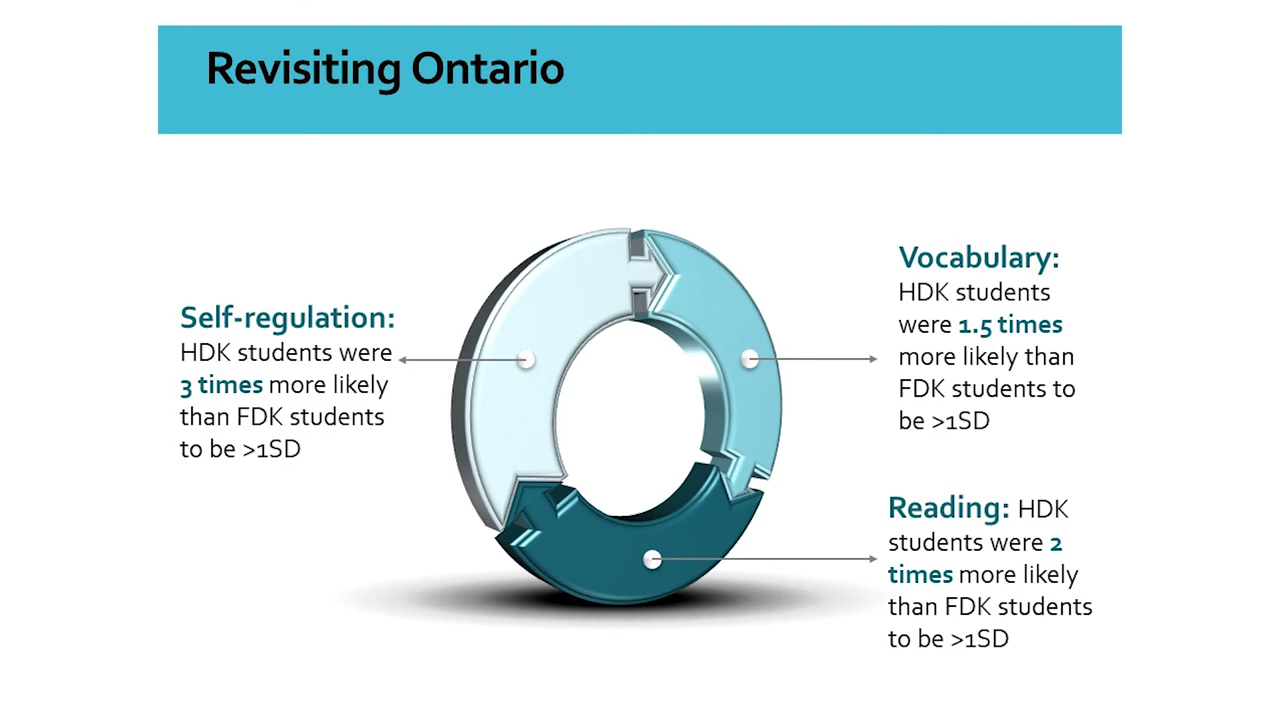 Revisiting Ontario
Self-regulation:
HDK students were
3 times more likely
than FDK students
to be >1SD
Vocabulary:
HDK students
were 1.5 times
more likely than
FDK students to
be >1SD
Reading: HDK
students were 2
times more likely
than FDK students
to be >1SD